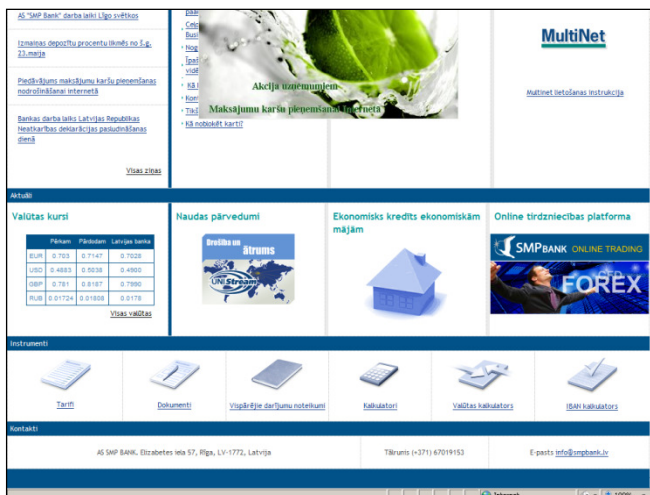 AS "SMP Bank" darba laiki Līgo svētkos
Izmaiņas depozītu procentu likmēs no š.g.
23.maija
Piedāvājums maksājumu karšu pieņemšanas
nodrošināšanai internetā
Bankas darba laiks Latvijas Republikas
Neatkarības deklarācijas pasludināšanas
dienā
Visas ziņas
Kā nobloķēt karti?
Akcija uzņēmumiem
Maksājumu karšu pieņemšanai internetā
MultiNet
Multinet lietošanas instrukcija
Aktuāli
Valūtas kursi
Pērkam Pārdodam Latvijas banka
EUR 0.703 0.7147 0.7028
USD 0.4883 0.5038 0.4900
GBP 0.781 0.8187 0.7990
RUB 0.01724 0.01808 0.0178
Visas valūtas
Naudas pārvedumi
Drošība un
ātrums
UNIStream
Ekonomisks kredīts ekonomiskām
mājām
Online tirdzniecības platforma
SMPBANK ONLINE TRADING
CFD
FOREX
Instrumenti
Tarifi
Dokumenti
Vispārējie darījumu noteikumi
Kalkulatori
Valūtas kalkulators
IBAN kalkulators
Kontakti
AS SMP BANK. Elizabetes iela 57, Rīga, LV-1772, Latvija
Tālrunis (+371) 67019153
E-pasts info@smpbank.lv